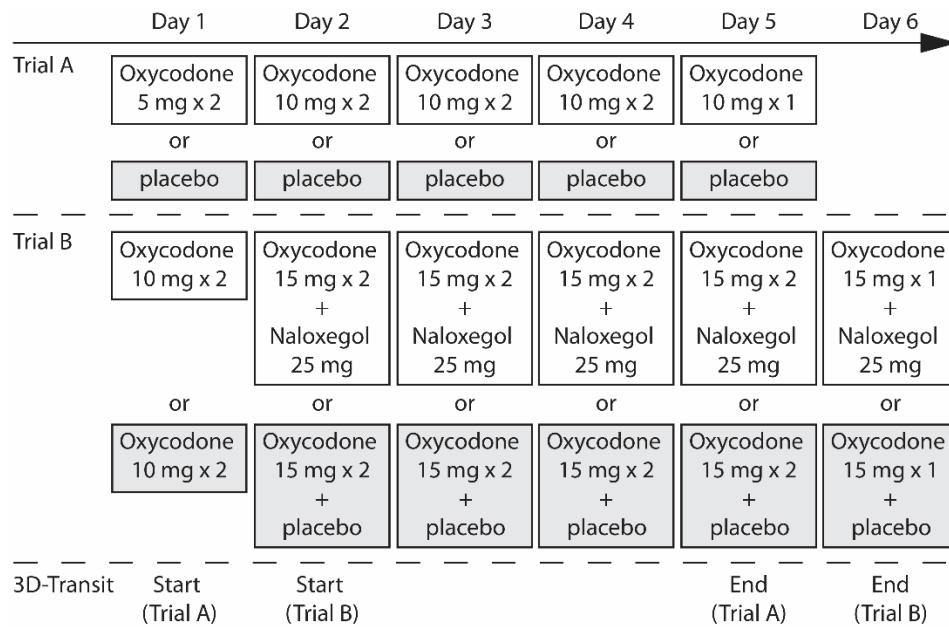 Day 1 Day 2 Day 3 Day 4 Day 5 Day 6
Trial A
Oxycodone Oxycodone Oxycodone Oxycodone Oxycodone
5 mg x 2 10 mg x 2 10 mg x 2 10 mg x 2 10 mg x 1
or or or or or
placebo placebo placebo placebo placebo
Trial B
Oxycodone Oxycodone Oxycodone Oxycodone Oxycodone Oxycodone
10 mg x 2 15 mg x 2 15 mg x 2 15 mg x 2 15 mg x 2 15 mg x 1
+ + + + +
Naloxegol Naloxegol Naloxegol Naloxegol Naloxegol
25 mg 25 mg 25 mg 25 mg 25 mg
or or or or or or
Oxycodone Oxycodone Oxycodone Oxycodone Oxycodone Oxycodone
10 mg x 2 15 mg x 2 15 mg x 2 15 mg x 2 15 mg x 2 15 mg x 1
+ + + + +
placebo placebo placebo placebo placebo
3D-Transit Start Start End End
(Trial A) (Trial B) (Trial A) (Trial B)